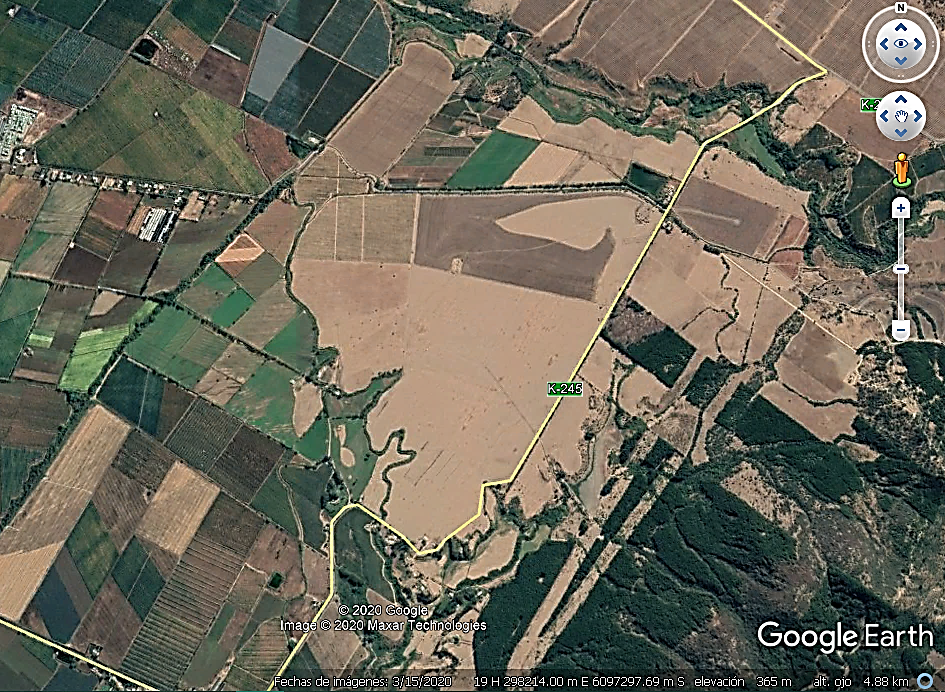 N
K-2
K-245
© 2020 Google
Image © 2020 Maxar Technologies
Google Earth
Fechas de imágenes: 3/15/2020 19 H 298214.00 m E 6097297.69 m S elevación 365 m alt. ojo 4.88 km